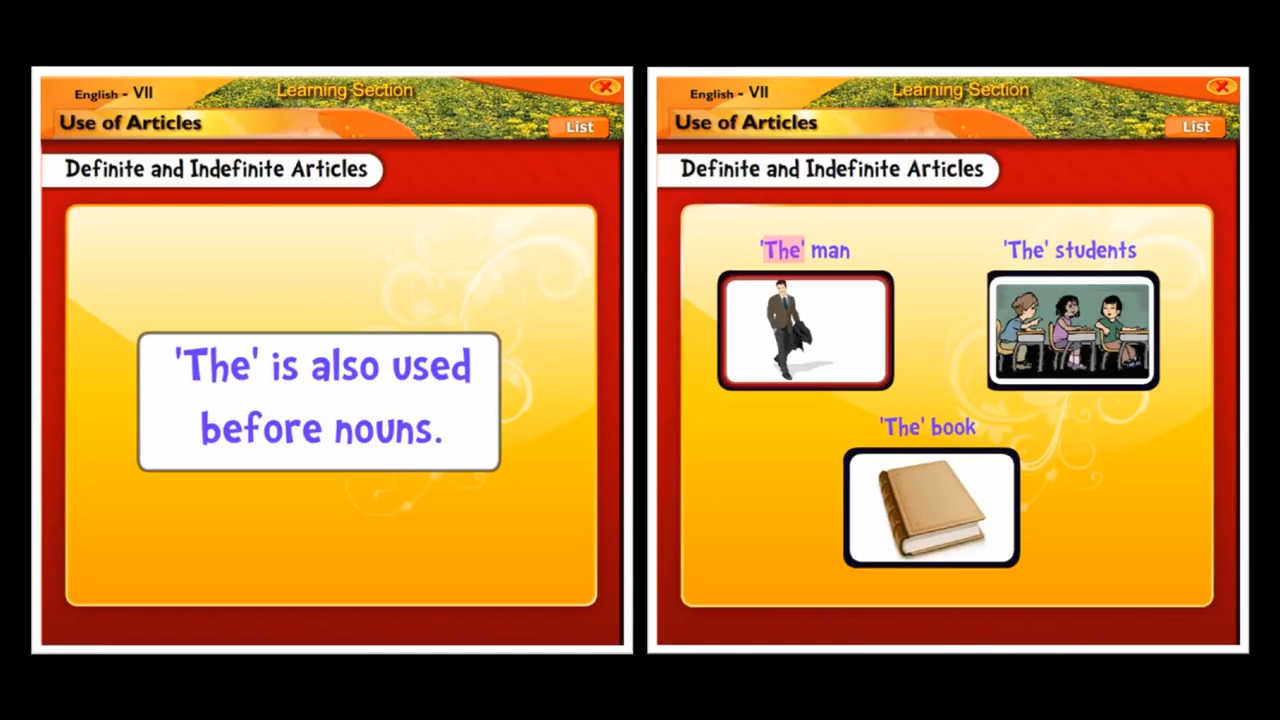 English - VII
Learning Section
Use of Articles
List
Definite and Indefinite Articles
'The' is also used
before nouns.
English - VII
Learning Section
Use of Articles
List
Definite and Indefinite Articles
'The' man
'The' students
'The' book